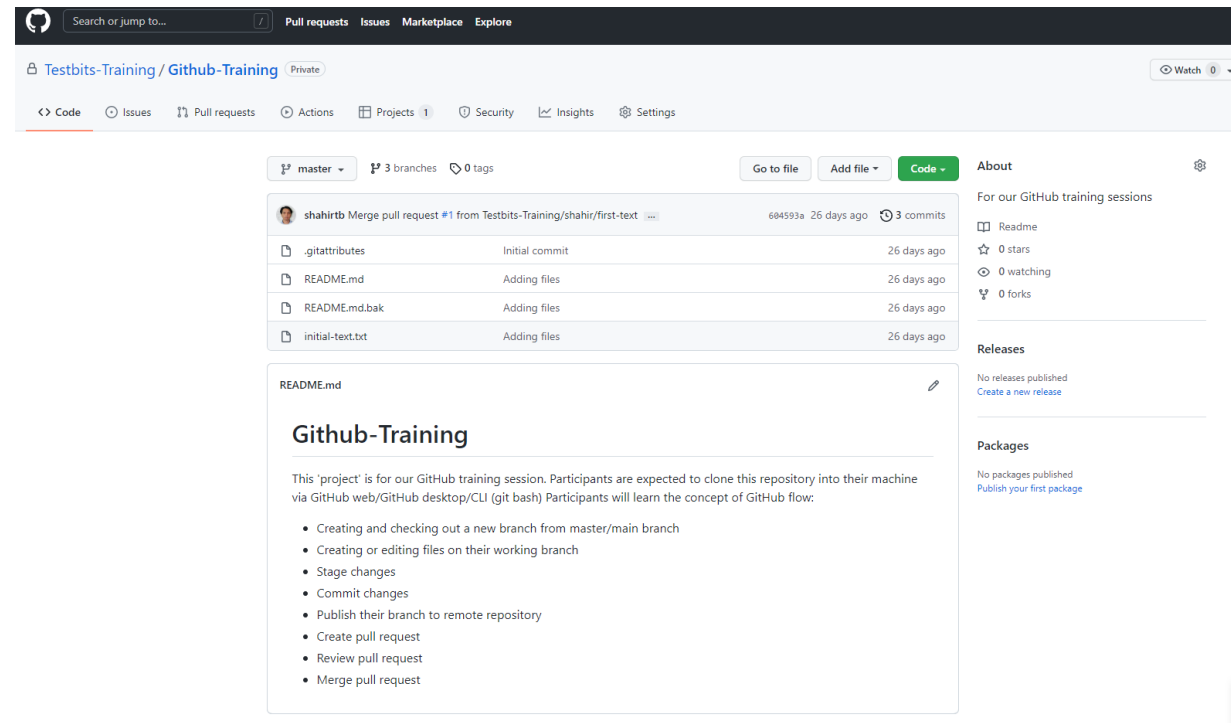 Search or jump to... /
Pull requests Issues Marketplace Explore
Testbits-Training / Github-Training Private
Watch 0
Code Issues Pull requests Actions Projects 1 Security Insights Settings
master 3 branches 0 tags
Go to file Add file Code
shahirtb Merge pull request #1 from Testbits-Training/shahir/first-text ... 604593a 26 days ago 3 commits
.gitattributes Initial commit 26 days ago
README.md Adding files 26 days ago
README.md.bak Adding files 26 days ago
initial-text.txt Adding files 26 days ago
README.md
Github-Training
This 'project' is for our GitHub training session. Participants are expected to clone this repository into their machine
via GitHub web/GitHub desktop/CLI (git bash) Participants will learn the concept of GitHub flow:
• Creating and checking out a new branch from master/main branch
• Creating or editing files on their working branch
• Stage changes
• Commit changes
• Publish their branch to remote repository
• Create pull request
• Review pull request
• Merge pull request
About
For our GitHub training sessions
Readme
0 stars
0 watching
0 forks
Releases
No releases published
Create a new release
Packages
No packages published
Publish your first package